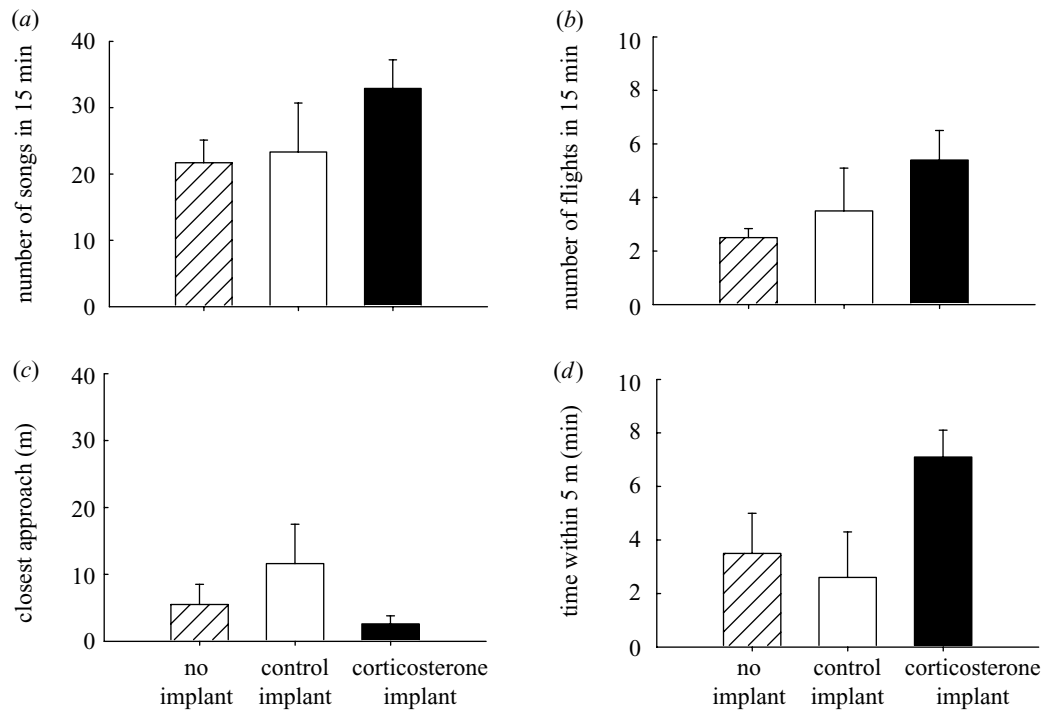 (a)
number of songs in 15 min
40
30
20
10
0
(b)
number of flights in 15 min
10
8
6
4
2
0
(c)
closest approach (m)
40
30
20
10
0
no
implant
control
implant
corticosterone
implant
(d)
time within 5 m (min)
10
8
6
4
2
0
no
implant
control
implant
corticosterone
implant